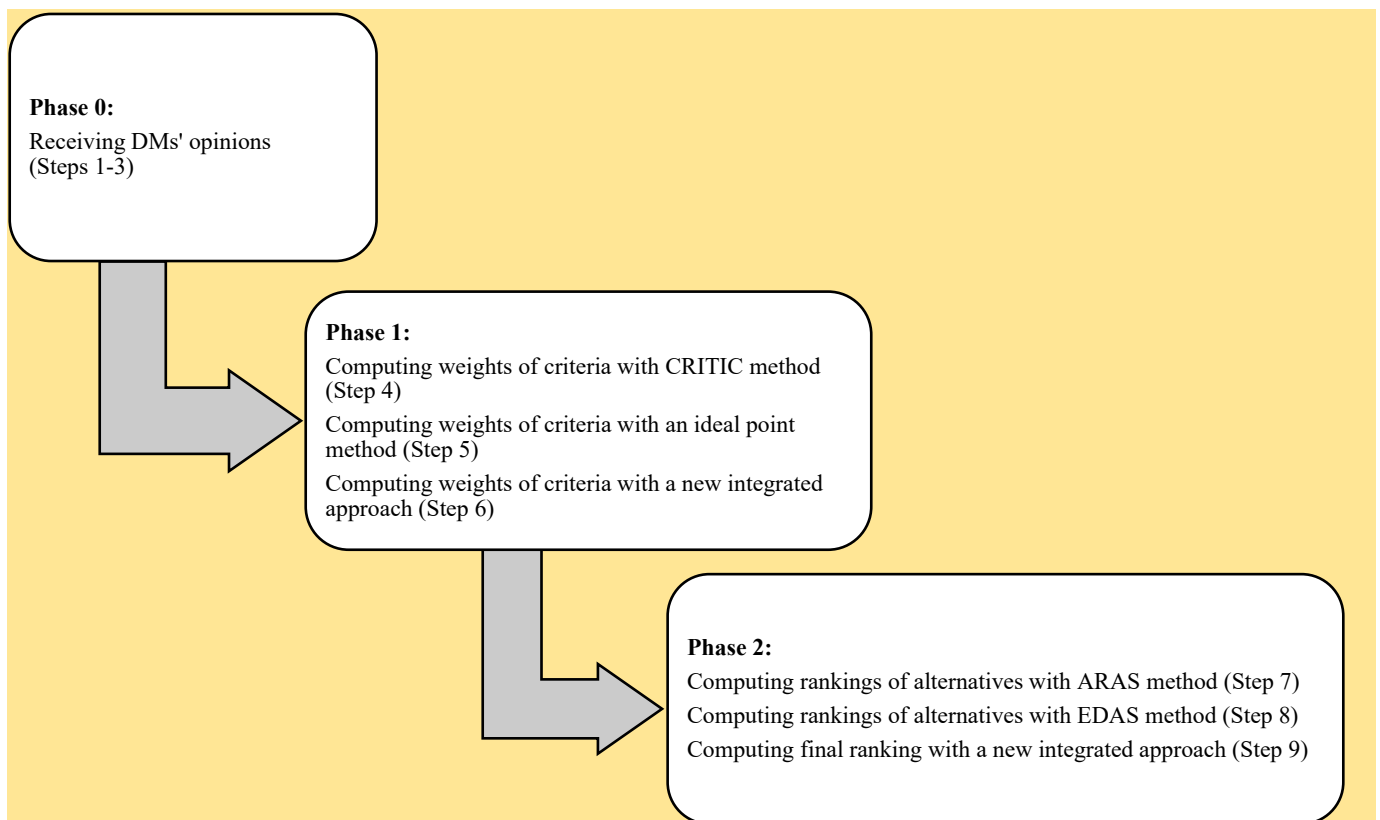 Phase 0:
Receiving DMs' opinions
(Steps 1-3)
Phase 1:
Computing weights of criteria with CRITIC method
(Step 4)
Computing weights of criteria with an ideal point
method (Step 5)
Computing weights of criteria with a new integrated
approach (Step 6)
Phase 2:
Computing rankings of alternatives with ARAS method (Step 7)
Computing rankings of alternatives with EDAS method (Step 8)
Computing final ranking with a new integrated approach (Step 9)